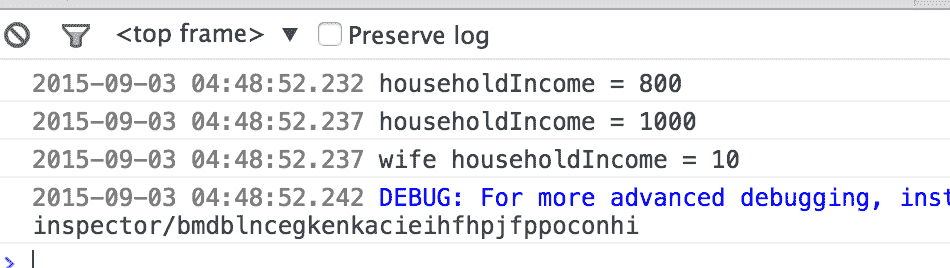 <top frame> ▼ Preserve log
2015-09-03 04:48:52.232 householdIncome = 800
2015-09-03 04:48:52.237 householdIncome = 1000
2015-09-03 04:48:52.237 wife householdIncome = 10
2015-09-03 04:48:52.242 DEBUG: For more advanced debugging, inst
inspector/bmdblncegkenkacieihfhpjfppoconhi
>